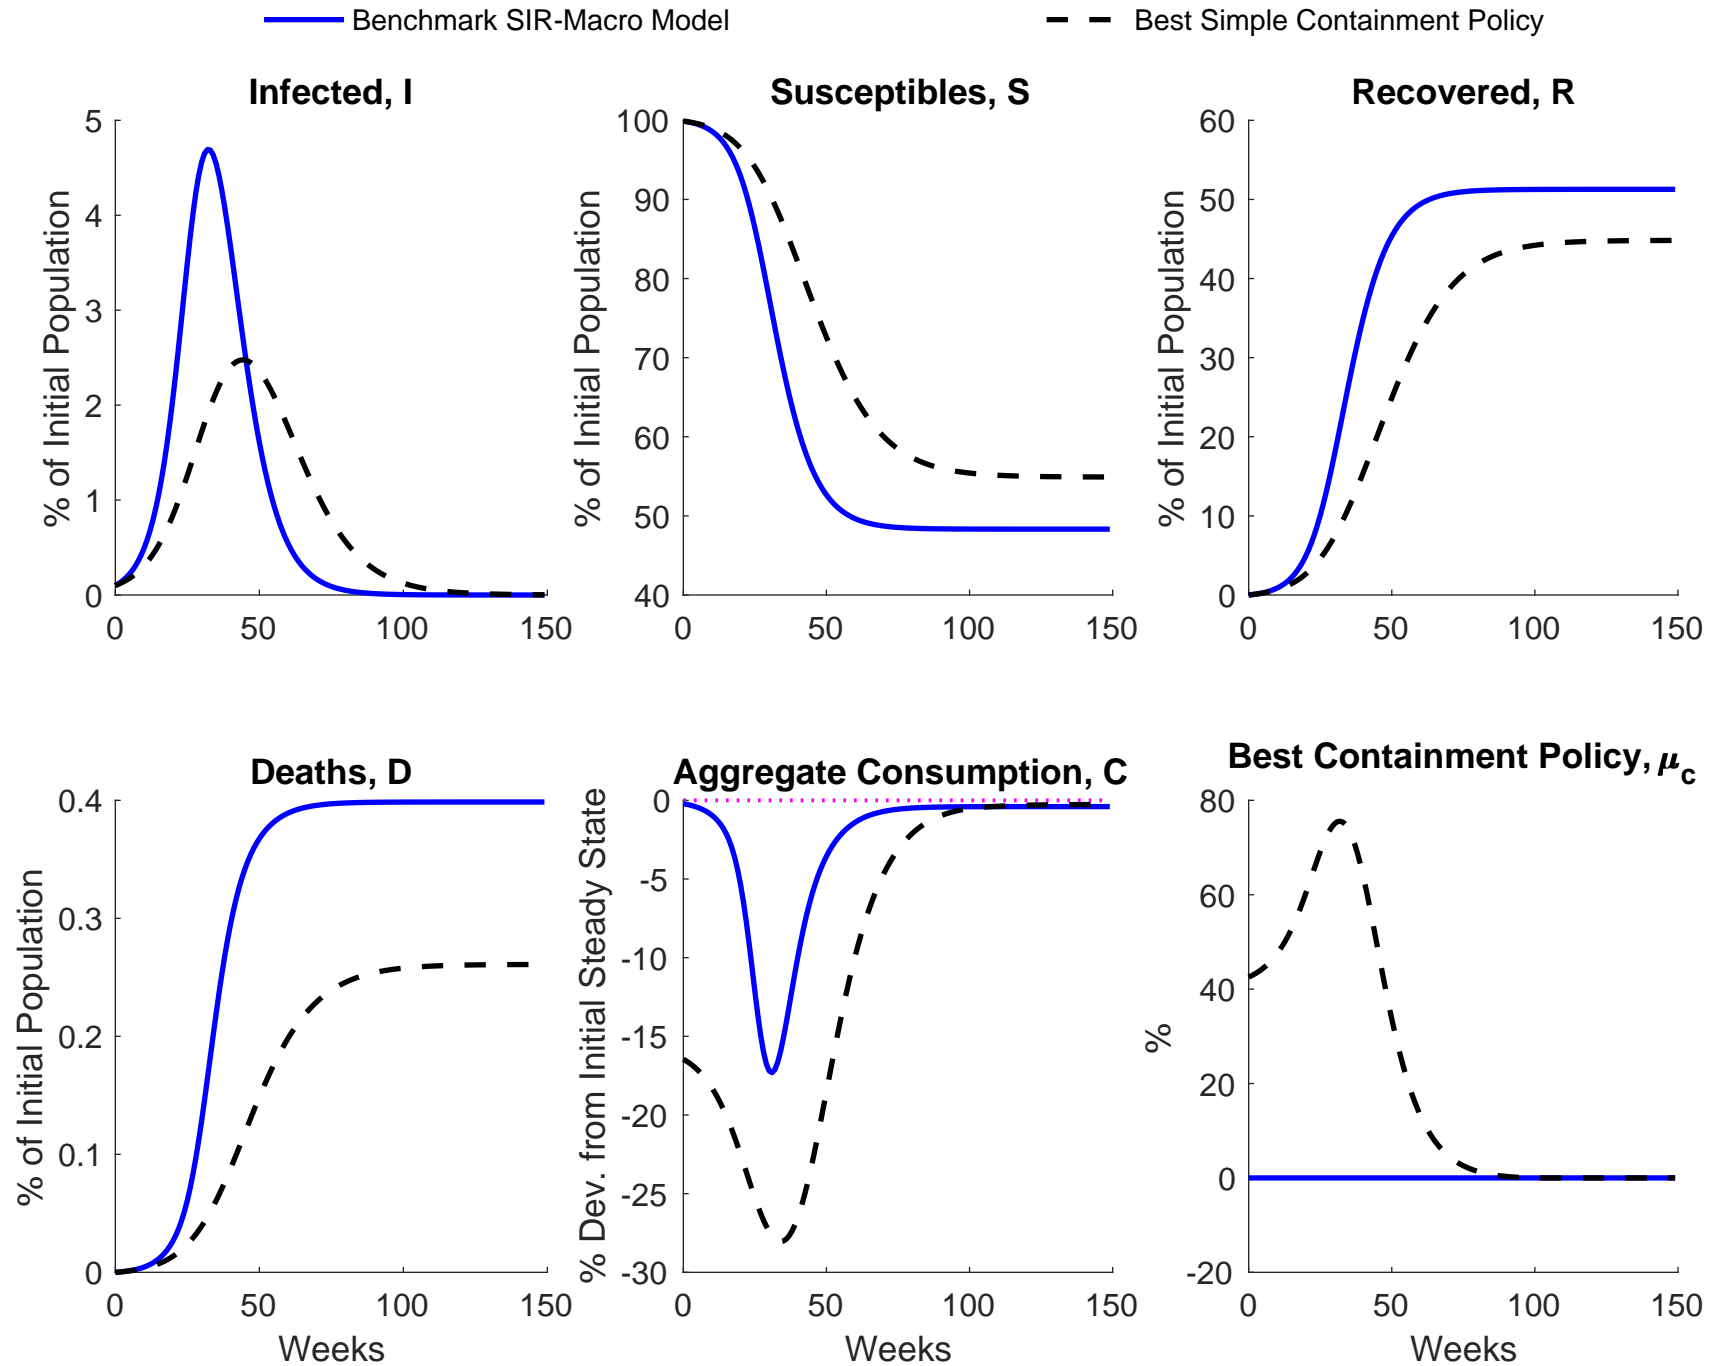 Benchmark SIR-Macro Model
Best Simple Containment Policy
Infected, I
Susceptibles, S
Recovered, R
% of Initial Population
5
4
3
2
1
0
0 50 100 150
% of Initial Population
100
90
80
70
60
50
40
0 50 100 150
% of Initial Population
60
50
40
30
20
10
0
0 50 100 150
Deaths, D
Aggregate Consumption, C
Best Containment Policy, μc
% of Initial Population
0.4
0.3
0.2
0.1
0
0 50 100 150
Weeks
% Dev. from Initial Steady State
0
-5
-10
-15
-20
-25
-30
0 50 100 150
Weeks
%
80
60
40
20
0
-20
0 50 100 150
Weeks